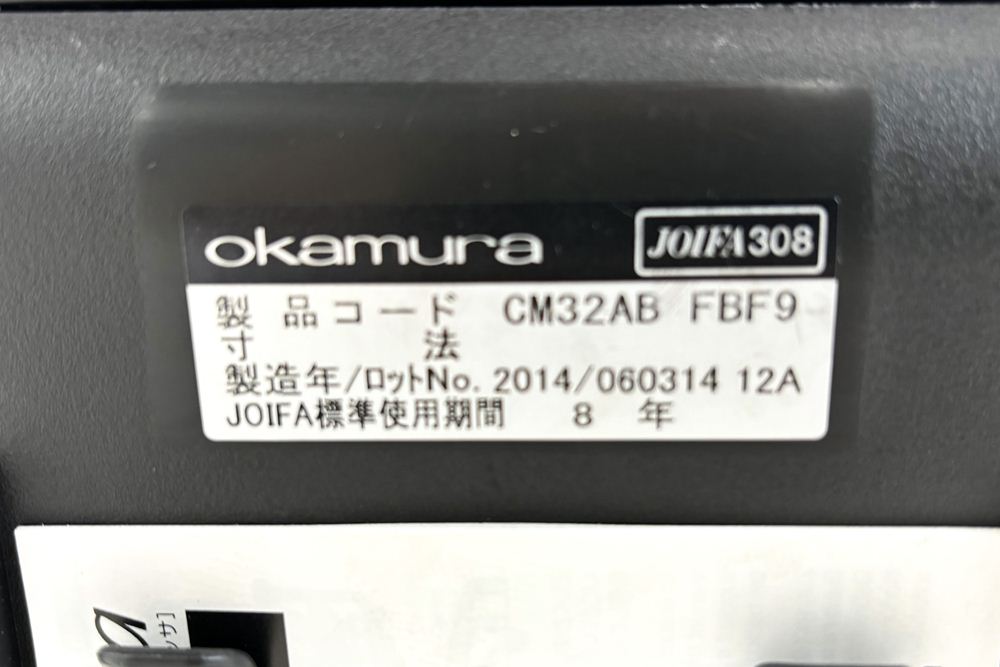 okamura JOIFA308
製品コード CM32AB FBF9
寸法
製造年/ロットNo. 2014/060314 12A
JOIFA標準使用期間 8 年